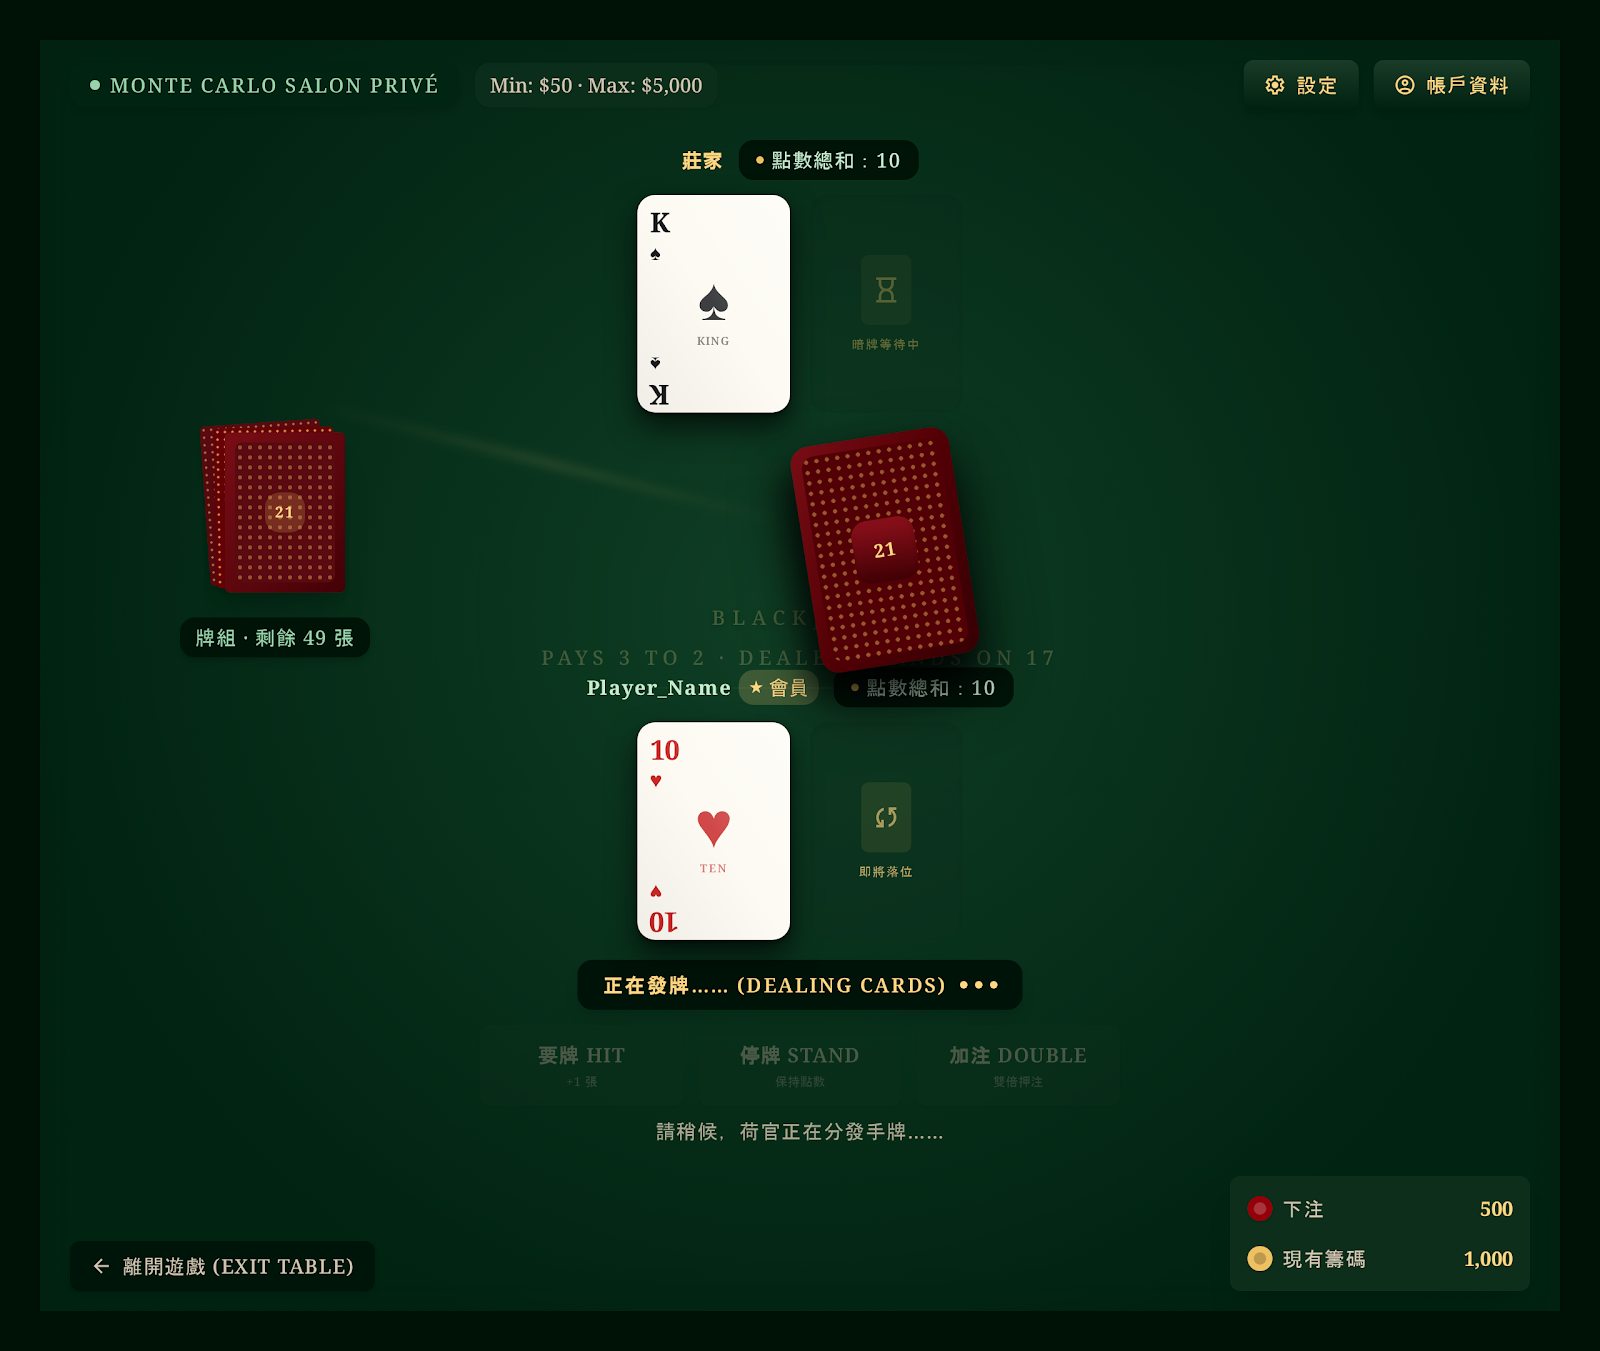 MONTE CARLO SALON PRIVÉ
Min: $50 · Max: $5,000
設定
帳戶資料
莊家
點數總和：10
K
♠
♠
KING
♠
K
暗牌等待中
21
牌組 · 剩餘 49 張
21
BLACK
PAYS 3 TO 2 · DEALE DS ON 17
Player_Name
★ 會員
點數總和：10
10
♥
♥
TEN
♥
10
即將落位
正在發牌…… (DEALING CARDS) •••
要牌 HIT
+1 張
停牌 STAND
保持點數
加注 DOUBLE
雙倍押注
請稍候，荷官正在分發手牌……
下注 500
現有籌碼 1,000
← 離開遊戲 (EXIT TABLE)